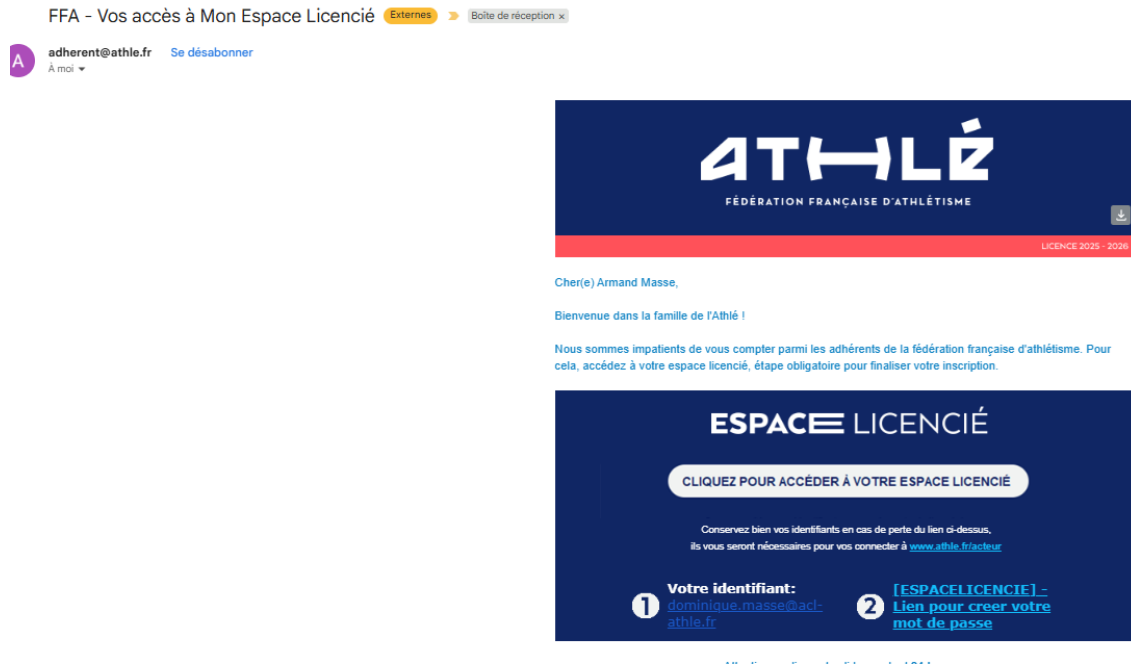 FFA - Vos accès à Mon Espace Licencié Externes Boîte de réception x
A
adherent@athle.fr Se désabonner
À moi
ATHLÉ
FÉDÉRATION FRANÇAISE D'ATHLÉTISME
LICENCE 2025 - 2026
Cher(e) Armand Masse,
Bienvenue dans la famille de l'Athlé !
Nous sommes impatients de vous compter parmi les adhérents de la fédération française d'athlétisme. Pour
cela, accédez à votre espace licencié, étape obligatoire pour finaliser votre inscription.
ESPACE LICENCIÉ
CLIQUEZ POUR ACCÉDER À VOTRE ESPACE LICENCIÉ
Conservez bien vos identifiants en cas de perte du lien ci-dessus,
ils vous seront nécessaires pour vos connecter à www.athle.fr/acteur
1 Votre identifiant:
dominique.masse@acl-
athle.fr
2 [ESPACELICENCIE] -
Lien pour creer votre
mot de passe